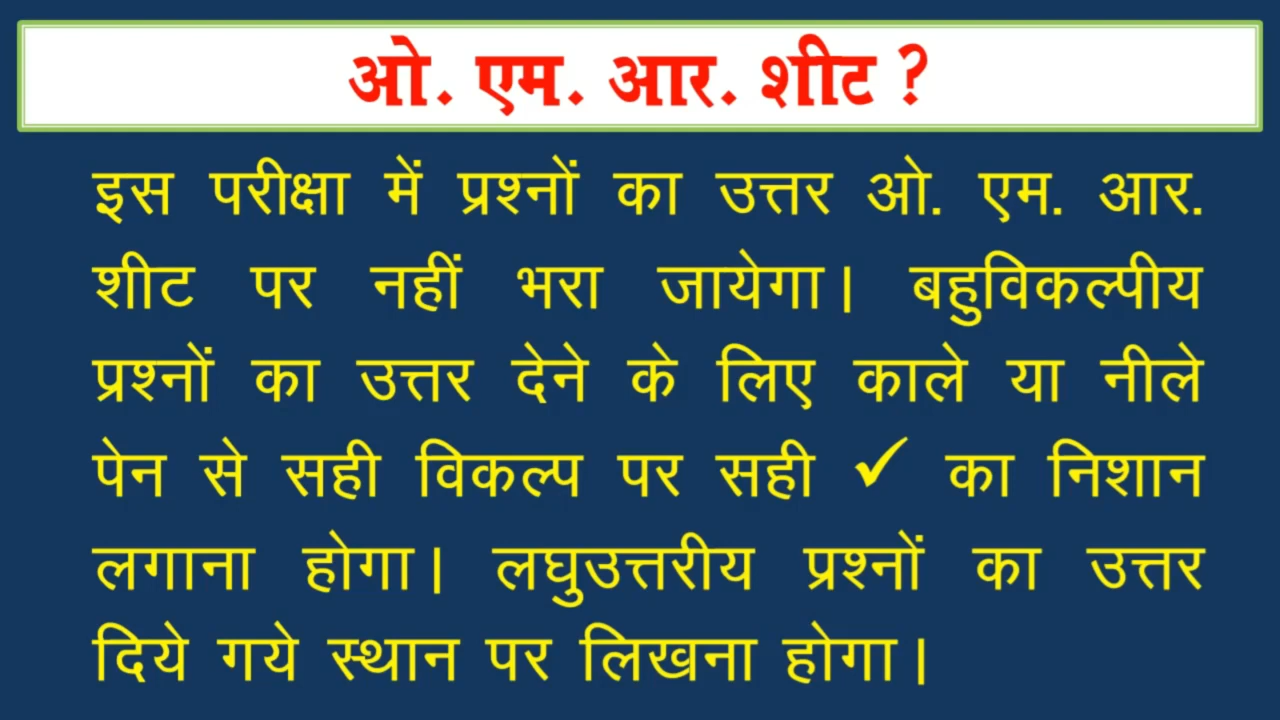 ओ. एम. आर. शीट ?
इस परीक्षा में प्रश्नों का उत्तर ओ. एम. आर.
शीट पर नहीं भरा जायेगा। बहुविकल्पीय
प्रश्नों का उत्तर देने के लिए काले या नीले
पेन से सही विकल्प पर सही ✓ का निशान
लगाना होगा। लघुउत्तरीय प्रश्नों का उत्तर
दिये गये स्थान पर लिखना होगा।